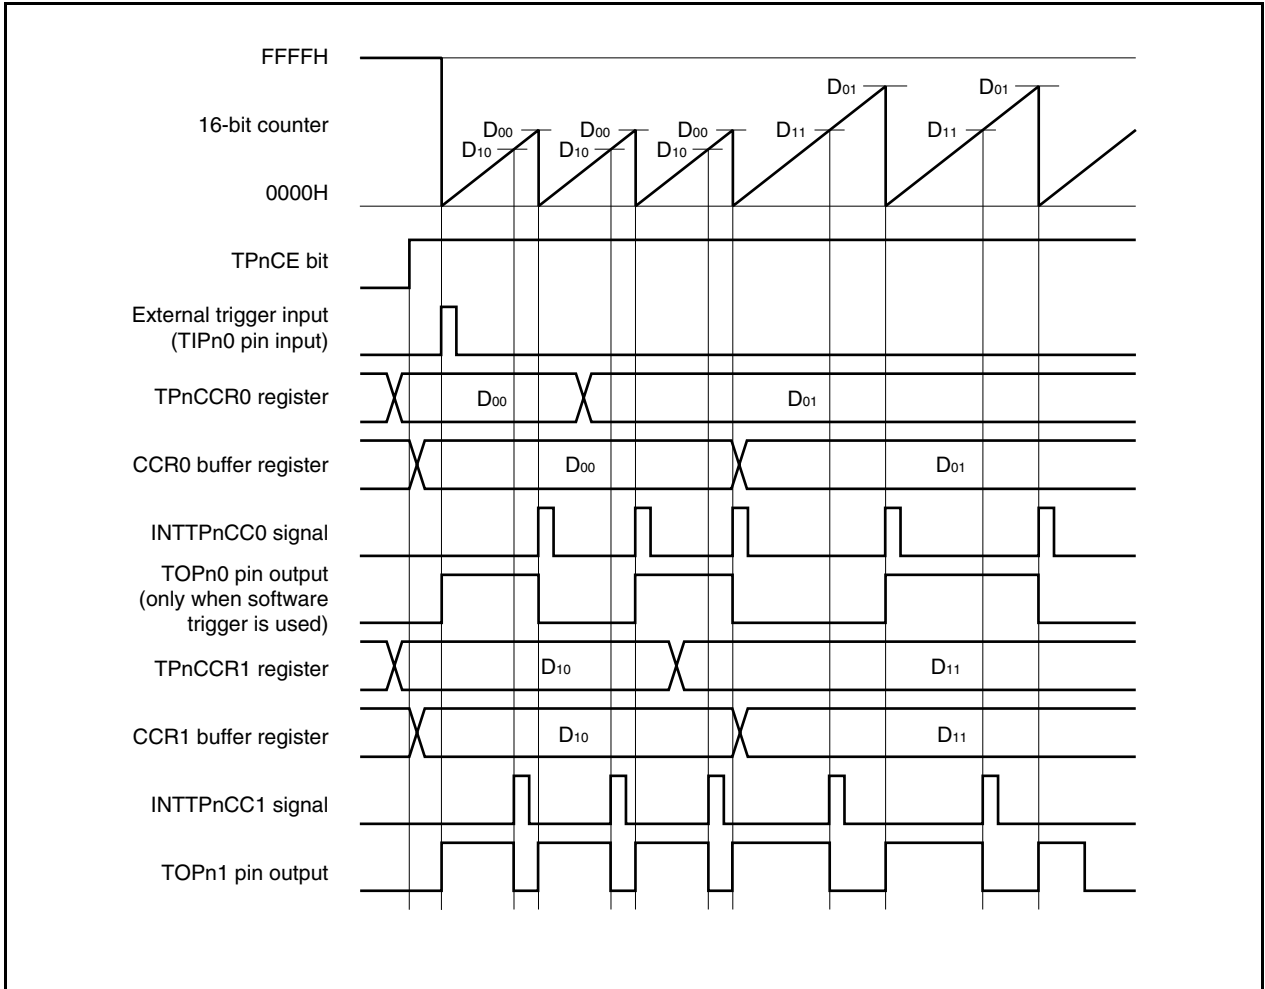 FFFFH
16-bit counter
0000H
D00
D10
D00
D10
D00
D10
D01
D11
D01
D11
TPnCE bit
External trigger input
(TIPn0 pin input)
TPnCCR0 register
D00
D01
CCR0 buffer register
D00
D01
INTTPnCC0 signal
TOPn0 pin output
(only when software
trigger is used)
TPnCCR1 register
D10
D11
CCR1 buffer register
D10
D11
INTTPnCC1 signal
TOPn1 pin output